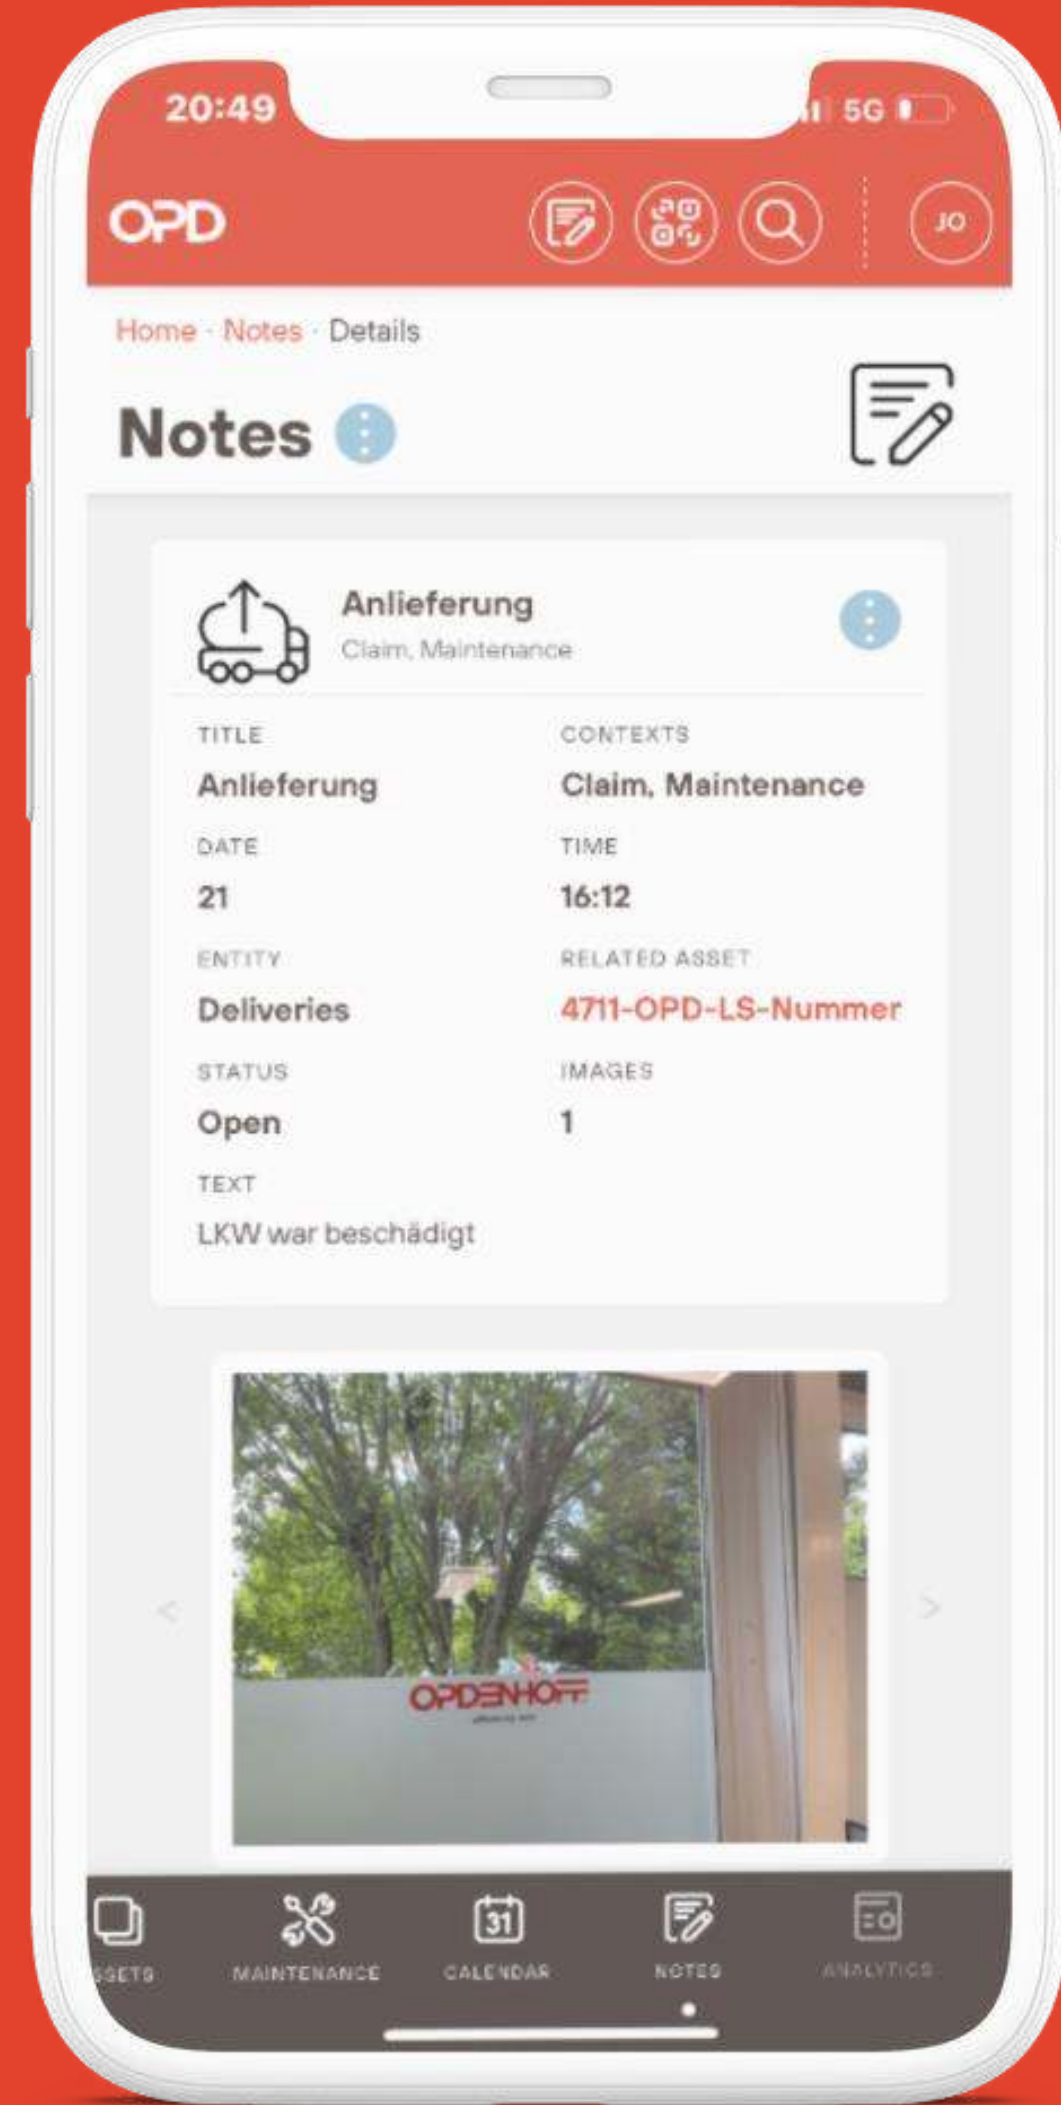 20:49
5G
OPD
JO
Home · Notes · Details
Notes
Anlieferung
Claim, Maintenance
TITLE
CONTEXTS
Anlieferung
Claim, Maintenance
DATE
TIME
21
16:12
ENTITY
RELATED ASSET
Deliveries
4711-OPD-LS-Nummer
STATUS
IMAGES
Open
1
TEXT
LKW war beschädigt
<
>
OPDENHOFF
31
SSETS
MAINTENANCE
CALENDAR
NOTES
ANALYTICS